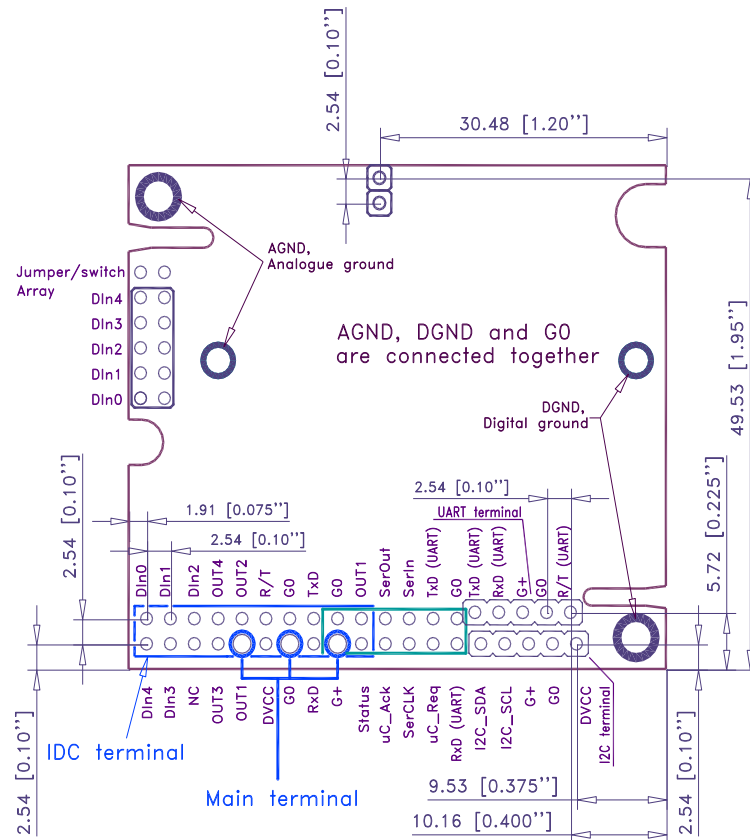 2.54 [0.10'']
30.48 [1.20'']
AGND,
Analogue ground
Jumper/switch
Array
DIn4
DIn3
DIn2
DIn1
DIn0
AGND, DGND and G0
are connected together
DGND,
Digital ground
49.53 [1.95'']
2.54 [0.10'']
1.91 [0.075'']
2.54 [0.10'']
2.54 [0.10'']
UART terminal
5.72 [0.225'']
DIn0
DIn1
DIn2
OUT4
OUT2
R/T
G0
TxD
G0
OUT1
SerOut
SerIn
TxD (UART)
G0
TxD (UART)
RxD (UART)
G+
G0
R/T (UART)
DIn4
DIn3
NC
OUT3
OUT1
DVCC
G0
RxD
G+
Status
uC_Ack
SerCLK
uC_Req
RxD (UART)
I2C_SDA
I2C_SCL
G+
G0
DVCC
I2C terminal
IDC terminal
Main terminal
2.54 [0.10'']
9.53 [0.375'']
10.16 [0.400'']
2.54 [0.10'']